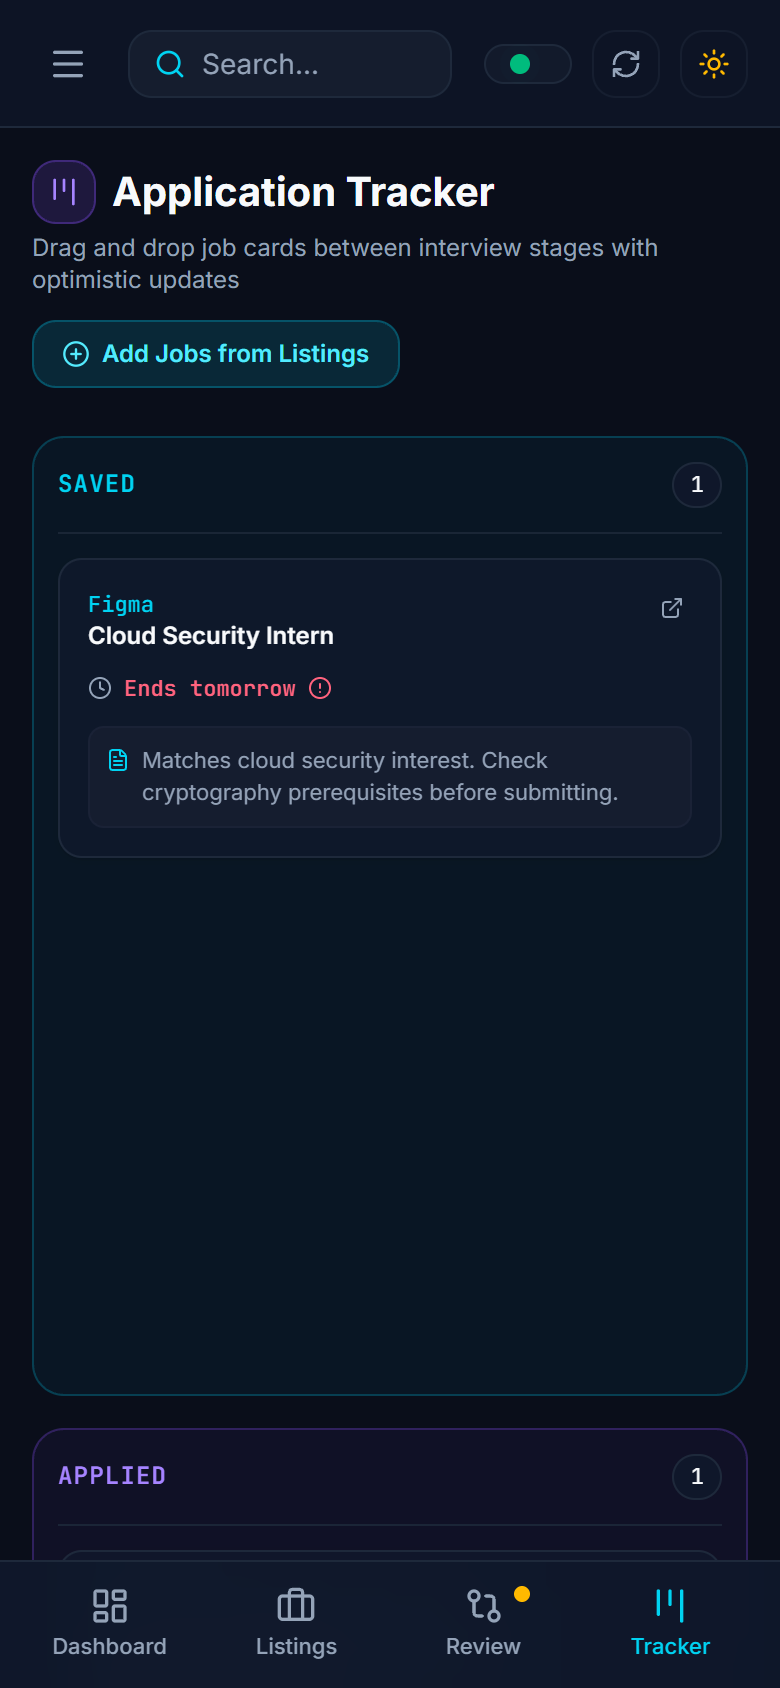 Search...
Application Tracker
Drag and drop job cards between interview stages with
optimistic updates
Add Jobs from Listings
SAVED
1
Figma
Cloud Security Intern
Ends tomorrow
Matches cloud security interest. Check
cryptography prerequisites before submitting.
APPLIED
1
Dashboard
Listings
Review
Tracker